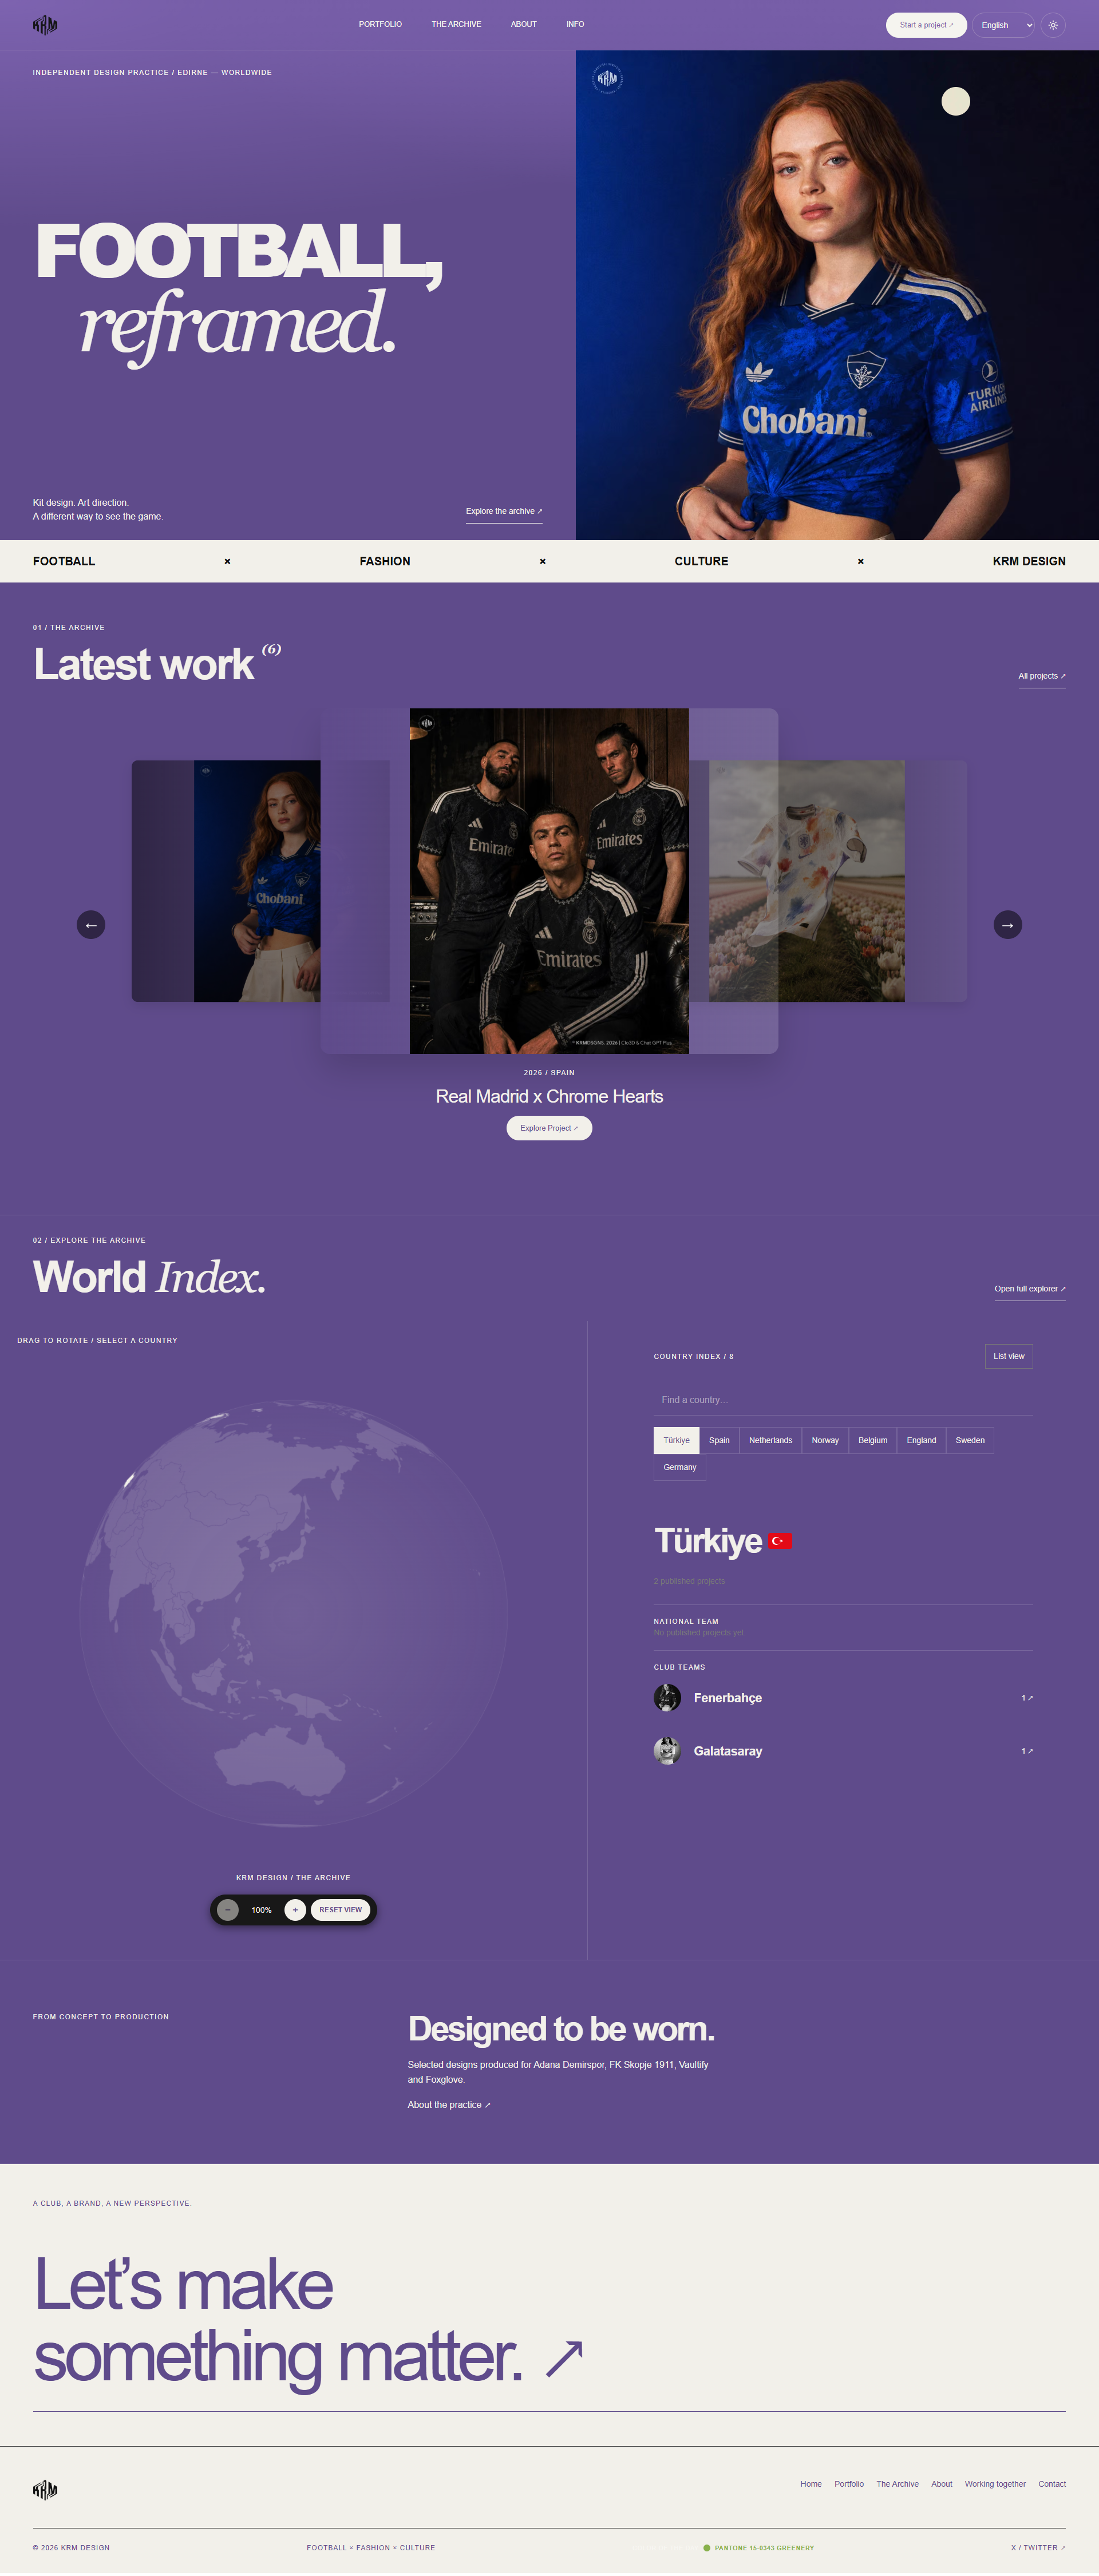 KRM
PORTFOLIO
THE ARCHIVE
ABOUT
INFO
Start a project ↗
English
INDEPENDENT DESIGN PRACTICE / EDIRNE — WORLDWIDE
KRM
FOOTBALL,
reframed.
Chobani
TURKISH
AIRLINES
Kit design. Art direction.
A different way to see the game.
Explore the archive ↗
FOOTBALL × FASHION × CULTURE × KRM DESIGN
01 / THE ARCHIVE
Latest work (6)
All projects ↗
Chobani
Emirates
Emirates
Emirates
←
→
2026 / SPAIN
Real Madrid x Chrome Hearts
Explore Project ↗
02 / EXPLORE THE ARCHIVE
World Index.
Open full explorer ↗
DRAG TO ROTATE / SELECT A COUNTRY
COUNTRY INDEX / 8
List view
Find a country...
Türkiye
Spain
Netherlands
Norway
Belgium
England
Sweden
Germany
Türkiye
2 published projects
NATIONAL TEAM
No published projects yet
CLUB TEAMS
Fenerbahçe
1 ↗
Galatasaray
1 ↗
KRM DESIGN / THE ARCHIVE
− 100% + RESET VIEW
FROM CONCEPT TO PRODUCTION
Designed to be worn.
Selected designs produced for Adana Demirspor, FK Skopje 1911, Vaultify
and Foxglove.
About the practice ↗
A CLUB, A BRAND, A NEW PERSPECTIVE.
Let’s make
something matter. ↗
KRM
Home
Portfolio
The Archive
About
Working together
Contact
© 2026 KRM DESIGN
FOOTBALL × FASHION × CULTURE
PANTONE 15-0343 GREENERY
X / TWITTER ↗